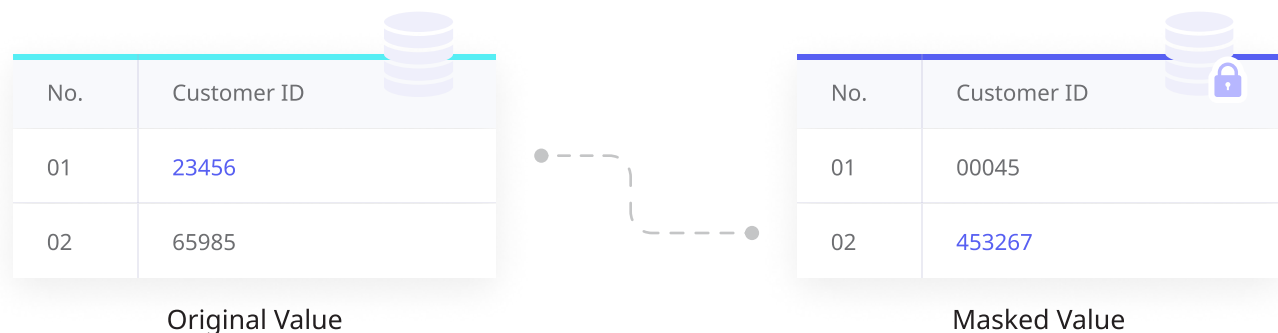 No. Customer ID
01 23456
02 65985
Original Value
No. Customer ID
01 00045
02 453267
Masked Value